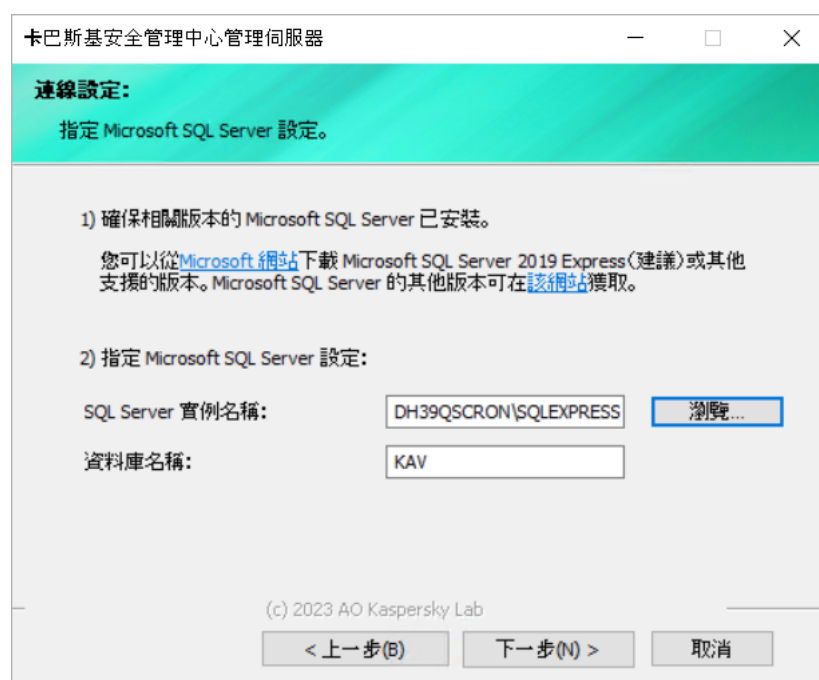 卡巴斯基安全管理中心管理伺服器
連線設定:
指定 Microsoft SQL Server 設定。
1) 確保相關版本的 Microsoft SQL Server 已安裝。
您可以從Microsoft 網站下載 Microsoft SQL Server 2019 Express(建議)或其他
支援的版本。Microsoft SQL Server 的其他版本可在該網站獲取。
2) 指定 Microsoft SQL Server 設定:
SQL Server 實例名稱: DH39QSCRON\SQLEXPRESS 瀏覽...
資料庫名稱: KAV
(c) 2023 AO Kaspersky Lab
< 上一步(B) 下一步(N) > 取消